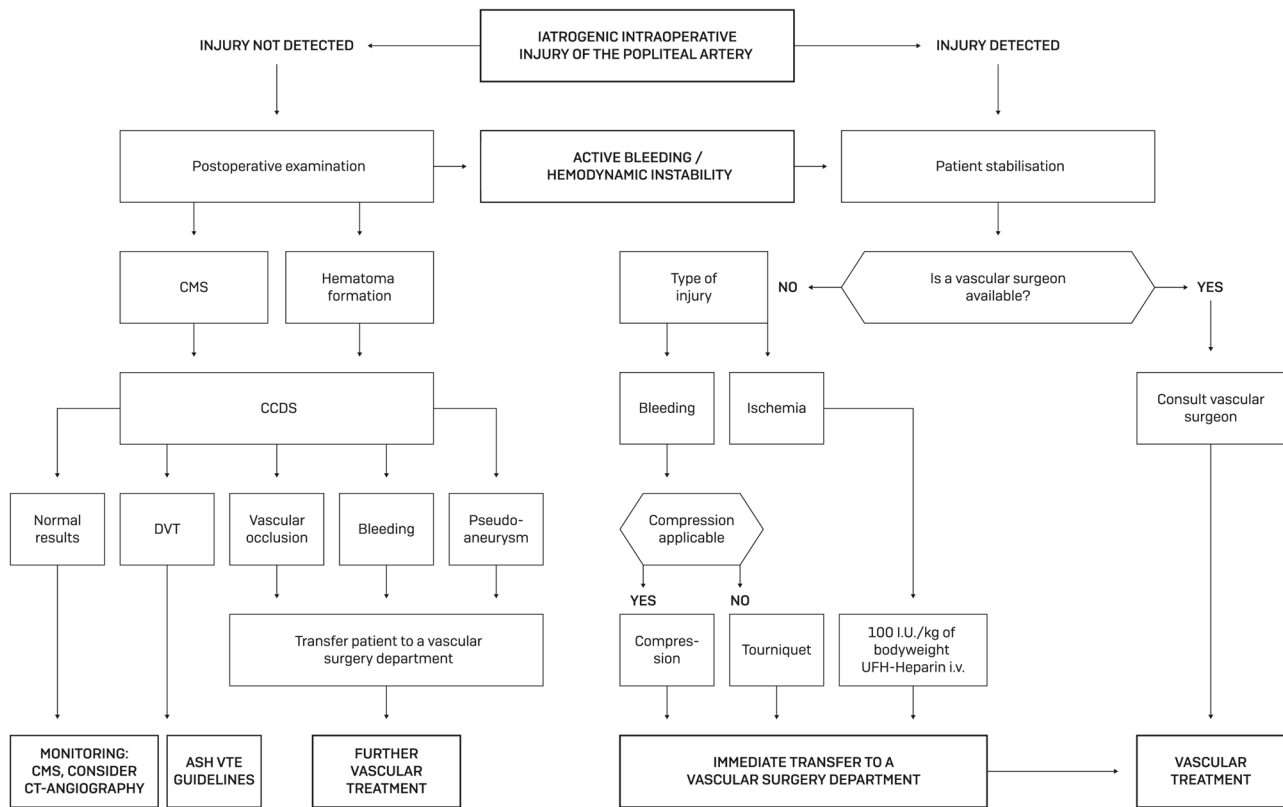 IATROGENIC INTRAOPERATIVE
INJURY OF THE POPLITEAL ARTERY
INJURY NOT DETECTED
INJURY DETECTED
Postoperative examination
ACTIVE BLEEDING /
HEMODYNAMIC INSTABILITY
Patient stabilisation
CMS
Hematoma
formation
Type of
injury
NO
Is a vascular surgeon
available?
YES
CCDS
Bleeding
Ischemia
Consult vascular
surgeon
Normal
results
DVT
Vascular
occlusion
Bleeding
Pseudo-
aneurysm
Compression
applicable
YES
NO
Transfer patient to a vascular
surgery department
Compres-
sion
Tourniquet
100 I.U./kg of
bodyweight
UFH-Heparin i.v.
MONITORING:
CMS, CONSIDER
CT-ANGIOGRAPHY
ASH VTE
GUIDELINES
FURTHER
VASCULAR
TREATMENT
IMMEDIATE TRANSFER TO A
VASCULAR SURGERY DEPARTMENT
VASCULAR
TREATMENT